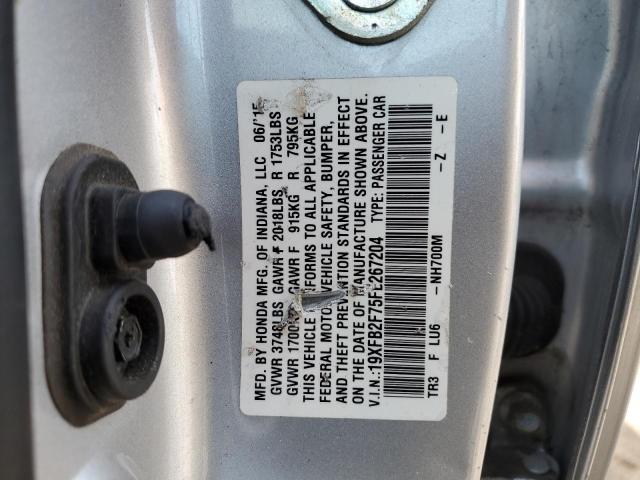 MFD. BY HONDA MFG. OF INDIANA, LLC 06/'15
GVWR 3748LBS GAWR F 2018LBS R 1753LBS
GVWR 1700KG GAWR F 915KG R 795KG
THIS VEHICLE CONFORMS TO ALL APPLICABLE
FEDERAL MOTOR VEHICLE SAFETY, BUMPER,
AND THEFT PREVENTION STANDARDS IN EFFECT
ON THE DATE OF MANUFACTURE SHOWN ABOVE.
V.I.N.:19XFB2F75FE267204 TYPE: PASSENGER CAR
TR3 F LU6 -NH700M -Z -E